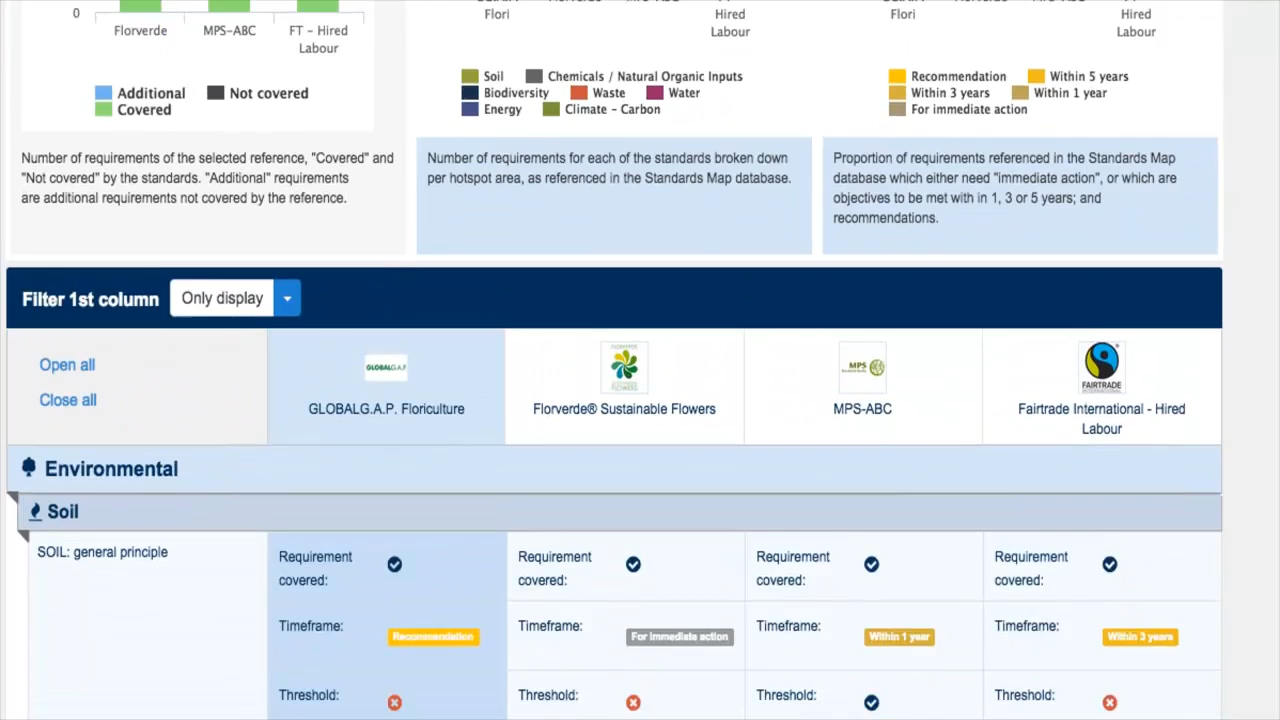 0
Florverde
MPS-ABC
FT - Hired
Labour
Additional
Not covered
Covered
Number of requirements of the selected reference, "Covered" and
"Not covered" by the standards. "Additional" requirements
are additional requirements not covered by the reference.
Flori
Hired
Labour
Soil
Chemicals / Natural Organic Inputs
Biodiversity
Waste
Water
Energy
Climate - Carbon
Number of requirements for each of the standards broken down
per hotspot area, as referenced in the Standards Map database.
Flori
Hired
Labour
Recommendation
Within 5 years
Within 3 years
Within 1 year
For immediate action
Proportion of requirements referenced in the Standards Map
database which either need "immediate action", or which are
objectives to be met with in 1, 3 or 5 years; and
recommendations.
Filter 1st column
Only display
Open all
Close all
GLOBALG.A.P.
GLOBALG.A.P. Floriculture
Florverde® Sustainable Flowers
MPS
MPS-ABC
FAIRTRADE
Fairtrade International - Hired
Labour
Environmental
Soil
SOIL: general principle
Requirement
covered:
Requirement
covered:
Requirement
covered:
Requirement
covered:
Timeframe:
Recommendation
Timeframe:
For immediate action
Timeframe:
Within 1 year
Timeframe:
Within 3 years
Threshold:
Threshold:
Threshold:
Threshold: